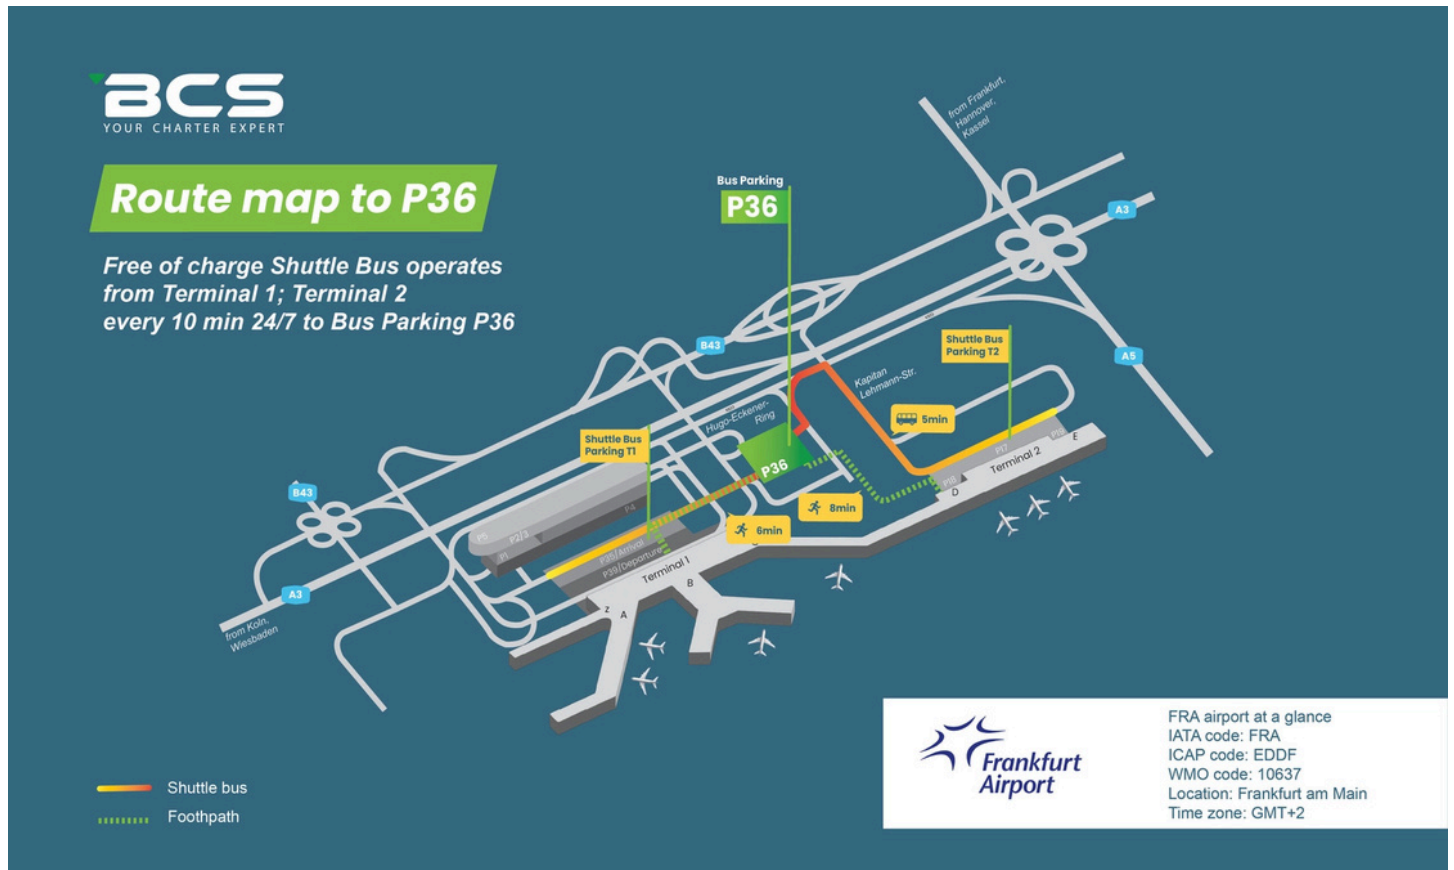 BCS
YOUR CHARTER EXPERT
Route map to P36
Free of charge Shuttle Bus operates
from Terminal 1; Terminal 2
every 10 min 24/7 to Bus Parking P36
from Frankfurt,
Hannover,
Kassel
Bus Parking
P36
A3
B43
Shuttle Bus
Parking T2
A5
Kapitan
Lehmann-Str.
Hugo-Eckener-
Ring
5min
Shuttle Bus
Parking T1
P36
P19
E
P17
Terminal 2
P18
D
B43
8min
6min
P4
P5
P2/3
P1
P35/Arrival
P39/Departure
Terminal 1
C
B
Z
A
A3
from Koln,
Wiesbaden
Shuttle bus
Foothpath
Frankfurt
Airport
FRA airport at a glance
IATA code: FRA
ICAP code: EDDF
WMO code: 10637
Location: Frankfurt am Main
Time zone: GMT+2